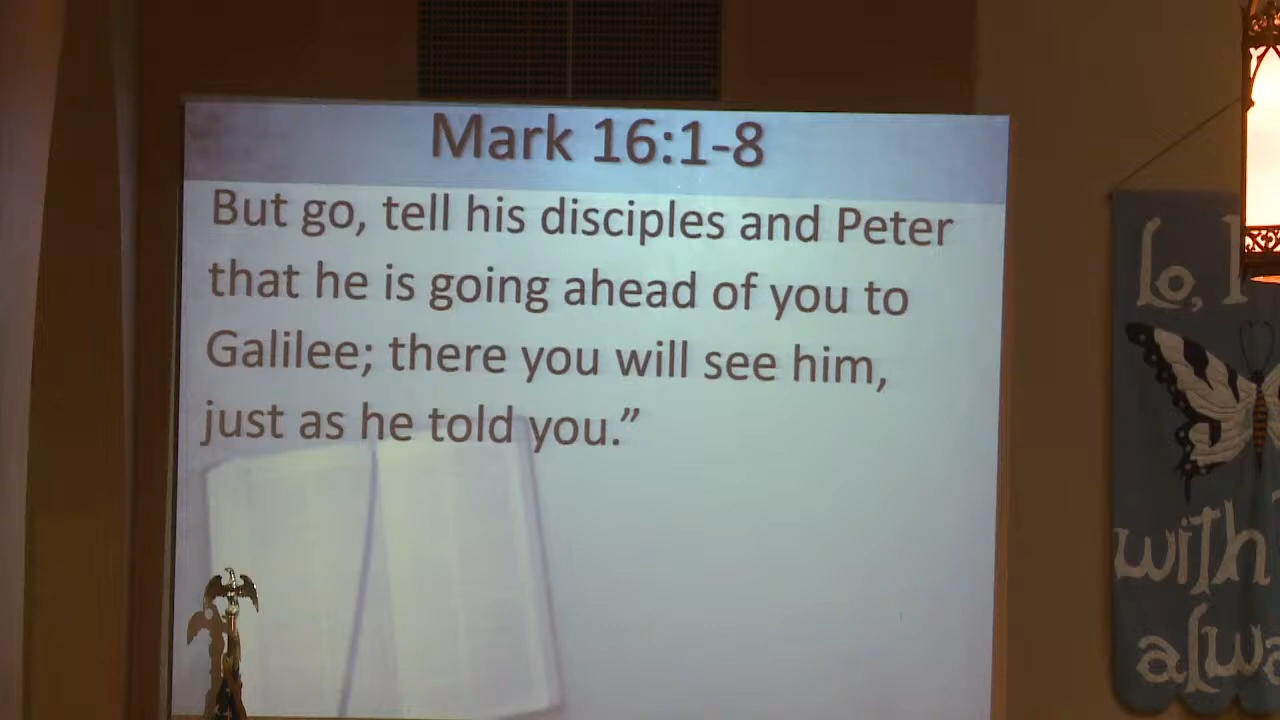 Mark 16:1-8
But go, tell his disciples and Peter
that he is going ahead of you to
Galilee; there you will see him,
just as he told you.”
Lo, I
with